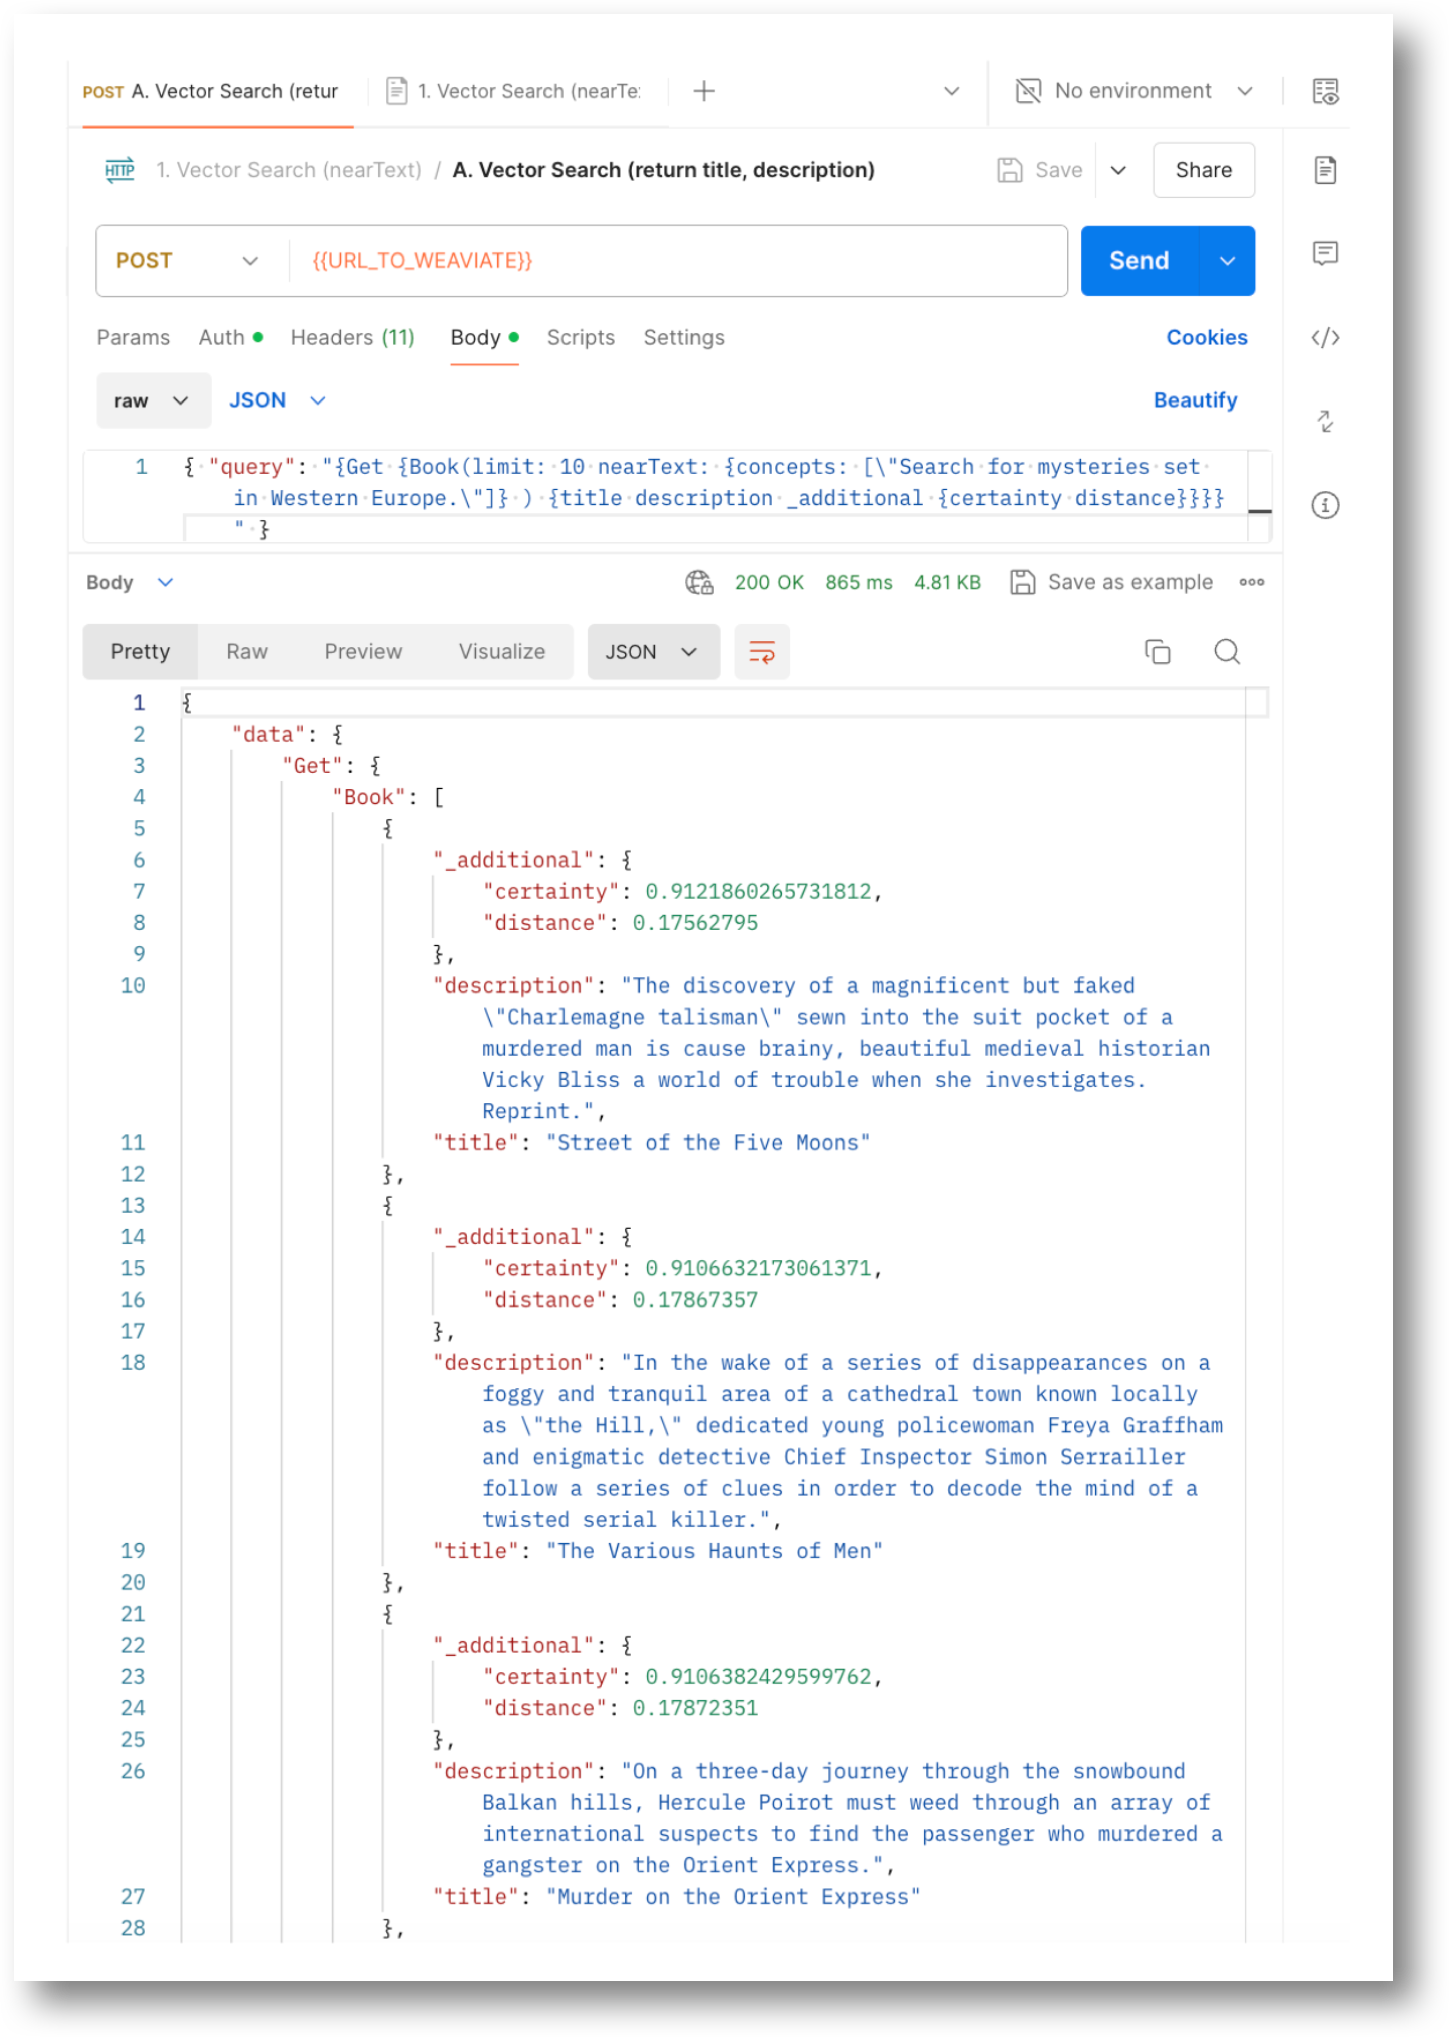 POST A. Vector Search (retur
1. Vector Search (nearTe:
No environment
HTTP 1. Vector Search (nearText) / A. Vector Search (return title, description)
Save
Share
POST
{{URL_TO_WEAVIATE}}
Send
Params Auth Headers (11) Body Scripts Settings
Cookies
raw JSON
Beautify
1 { "query": "{Get {Book(limit: 10 nearText: {concepts: [\"Search for mysteries set
in Western Europe.\"]} ) {title description _additional {certainty distance}}}}
" }
Body
200 OK 865 ms 4.81 KB Save as example
Pretty Raw Preview Visualize JSON
1 {
2 "data": {
3 "Get": {
4 "Book": [
5 {
6 "_additional": {
7 "certainty": 0.9121860265731812,
8 "distance": 0.17562795
9 },
10 "description": "The discovery of a magnificent but faked
\"Charlemagne talisman\" sewn into the suit pocket of a
murdered man is cause brainy, beautiful medieval historian
Vicky Bliss a world of trouble when she investigates.
Reprint.",
11 "title": "Street of the Five Moons"
12 },
13 {
14 "_additional": {
15 "certainty": 0.9106632173061371,
16 "distance": 0.17867357
17 },
18 "description": "In the wake of a series of disappearances on a
foggy and tranquil area of a cathedral town known locally
as \"the Hill,\" dedicated young policewoman Freya Graffham
and enigmatic detective Chief Inspector Simon Serrailler
follow a series of clues in order to decode the mind of a
twisted serial killer.",
19 "title": "The Various Haunts of Men"
20 },
21 {
22 "_additional": {
23 "certainty": 0.9106382429599762,
24 "distance": 0.17872351
25 },
26 "description": "On a three-day journey through the snowbound
Balkan hills, Hercule Poirot must weed through an array of
international suspects to find the passenger who murdered a
gangster on the Orient Express.",
27 "title": "Murder on the Orient Express"
28 },